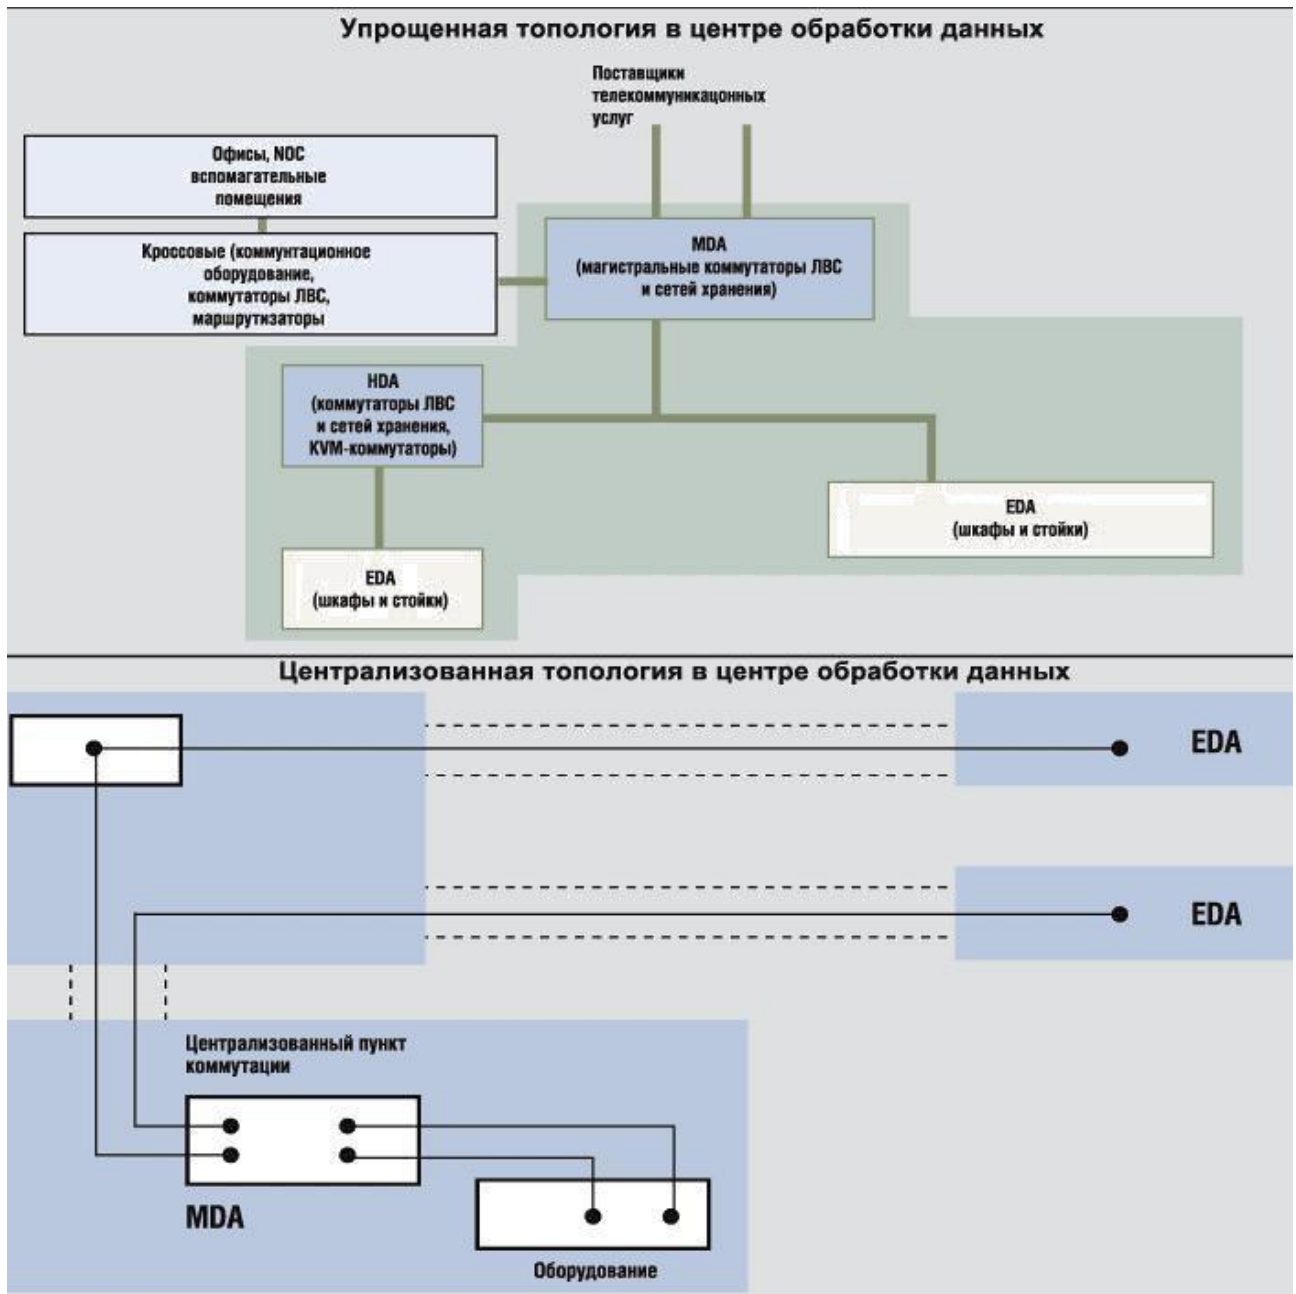 Упрощенная топология в центре обработки данных
Поставщики
телекоммуникацонных
услуг
Офисы, NOC
вспомагательные
помещения
Кроссовые (коммунтационное
оборудование,
коммутаторы ЛВС,
маршрутизаторы
MDA
(магистральные коммутаторы ЛВС
и сетей хранения)
HDA
(коммутаторы ЛВС
и сетей хранения,
KVM-коммутаторы)
EDA
(шкафы и стойки)
EDA
(шкафы и стойки)
Централизованная топология в центре обработки данных
EDA
EDA
Централизованный пункт
коммутации
MDA
Оборудование